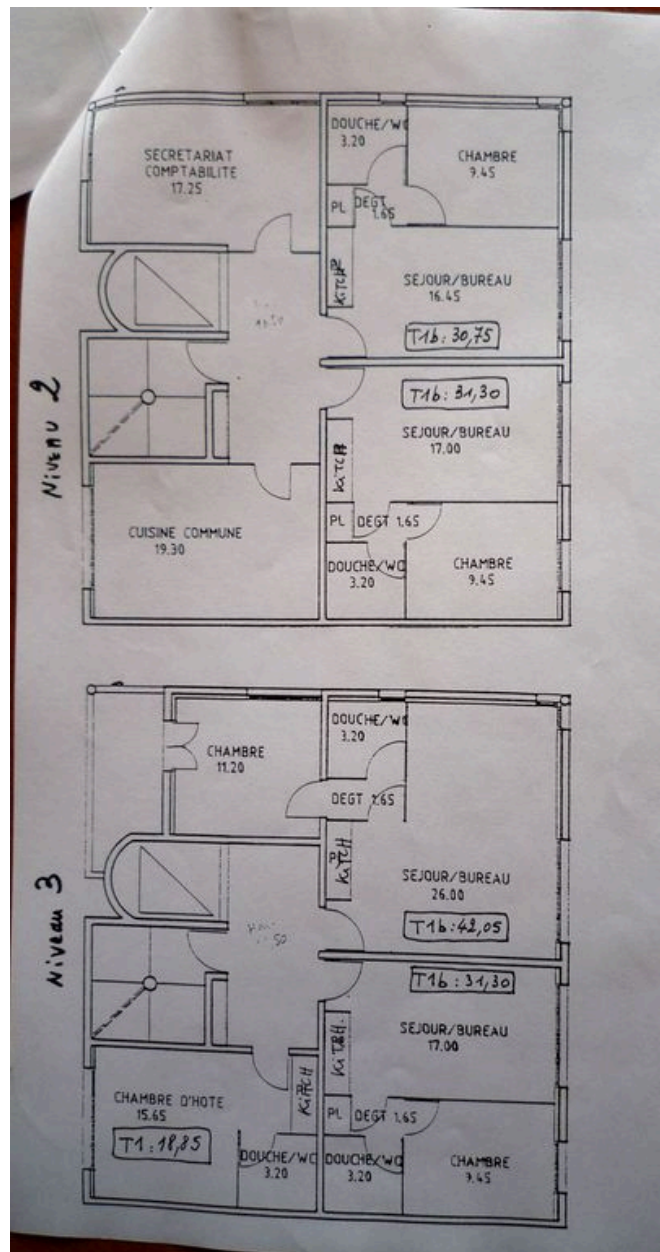 Niveau 2
SECRETARIAT
COMPTABILITE
17.25
DOUCHE/WC
3.20
CHAMBRE
9.45
PL
DEGT
1.65
KITCH
SEJOUR/BUREAU
16.45
T1b: 30,75
T1b: 31,30
SEJOUR/BUREAU
17.00
KITCH
CUISINE COMMUNE
19.30
PL
DEGT 1.65
DOUCHE/WC
3.20
CHAMBRE
9.45
Niveau 3
CHAMBRE
11.20
DOUCHE/WC
3.20
DEGT 1.65
KITCH
SEJOUR/BUREAU
26.00
T1b: 42,05
T1b: 31,30
SEJOUR/BUREAU
17.00
KITCH.
CHAMBRE D'HOTE
15.65
T1: 18,85
KITCH
DOUCHE/WC
3.20
PL
DEGT 1.65
DOUCHE/WC
3.20
CHAMBRE
9.45